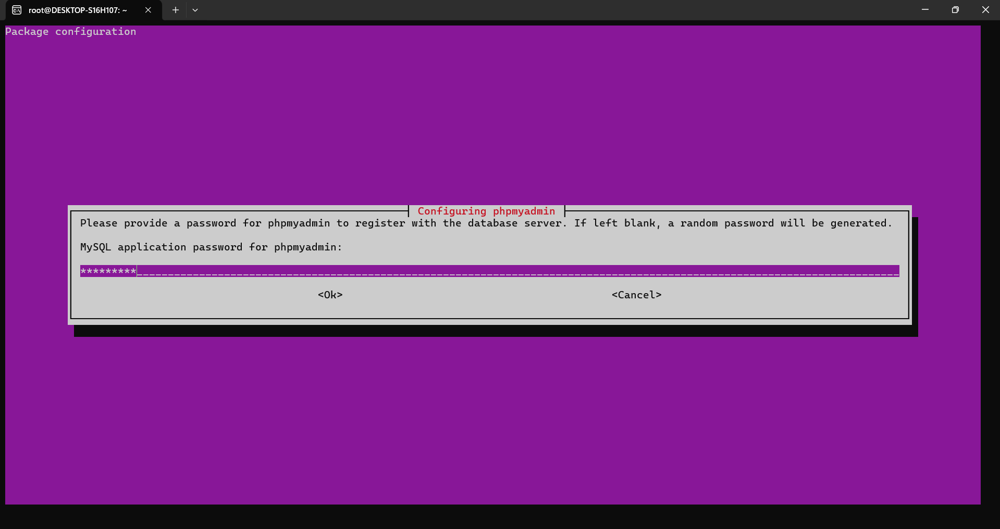 root@DESKTOP-S16H107: ~
Package configuration
Configuring phpmyadmin
Please provide a password for phpmyadmin to register with the database server. If left blank, a random password will be generated.
MySQL application password for phpmyadmin:
*********__________________________________________________________________________________________________________________________
<Ok> <Cancel>